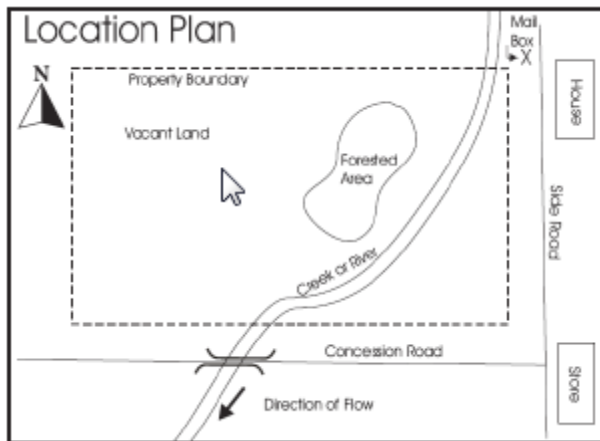 Location Plan
Mail
Box
X
N
Property Boundary
House
Vacant Land
Forested
Area
Side Road
Creek or River
Concession Road
Store
Direction of Flow